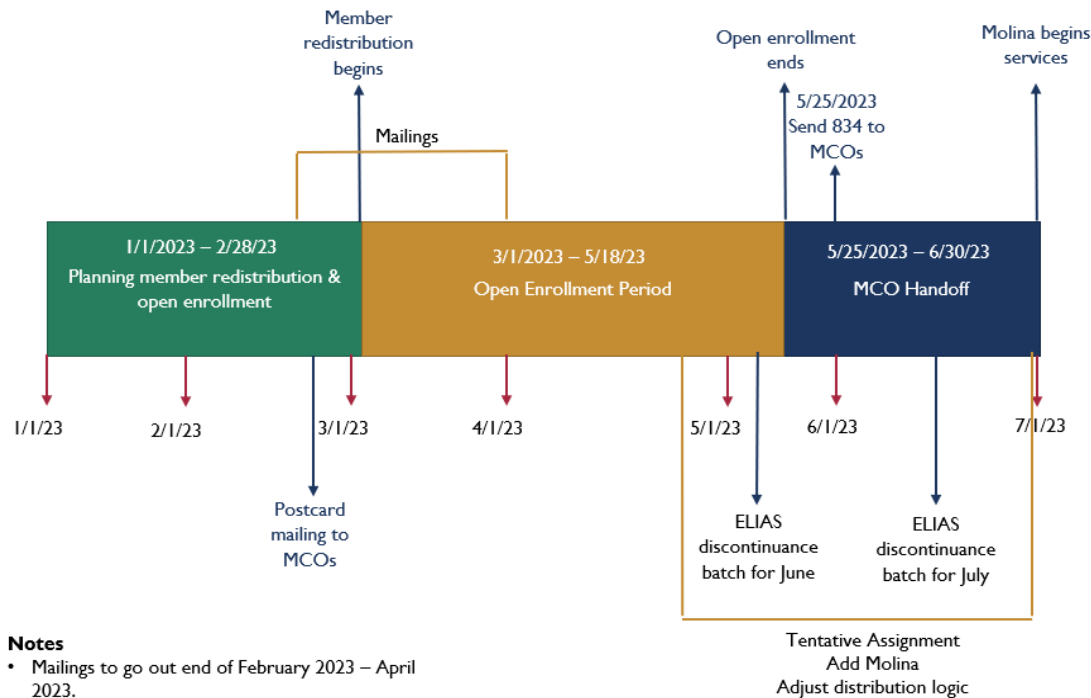 Member
redistribution
begins
Open enrollment
ends
Molina begins
services
5/25/2023
Send 834 to
MCOs
Mailings
1/1/2023 – 2/28/23
Planning member redistribution &
open enrollment
3/1/2023 – 5/18/23
Open Enrollment Period
5/25/2023 – 6/30/23
MCO Handoff
1/1/23
2/1/23
3/1/23
4/1/23
5/1/23
6/1/23
7/1/23
Postcard
mailing to
MCOs
ELIAS
discontinuance
batch for June
ELIAS
discontinuance
batch for July
Tentative Assignment
Add Molina
Adjust distribution logic
Notes
• Mailings to go out end of February 2023 – April
2023.